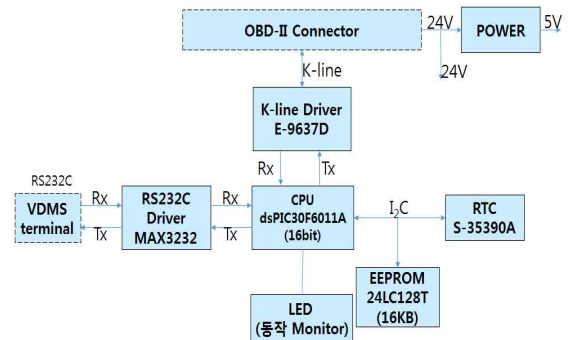 OBD-II Connector
24V
POWER
5V
24V
K-line
K-line Driver
E-9637D
Rx
Tx
RS232C
VDMS
terminal
Rx
Tx
RS232C
Driver
MAX3232
Rx
Tx
CPU
dsPIC30F6011A
(16bit)
I₂C
RTC
S-35390A
EEPROM
24LC128T
(16KB)
LED
(동작 Monitor)